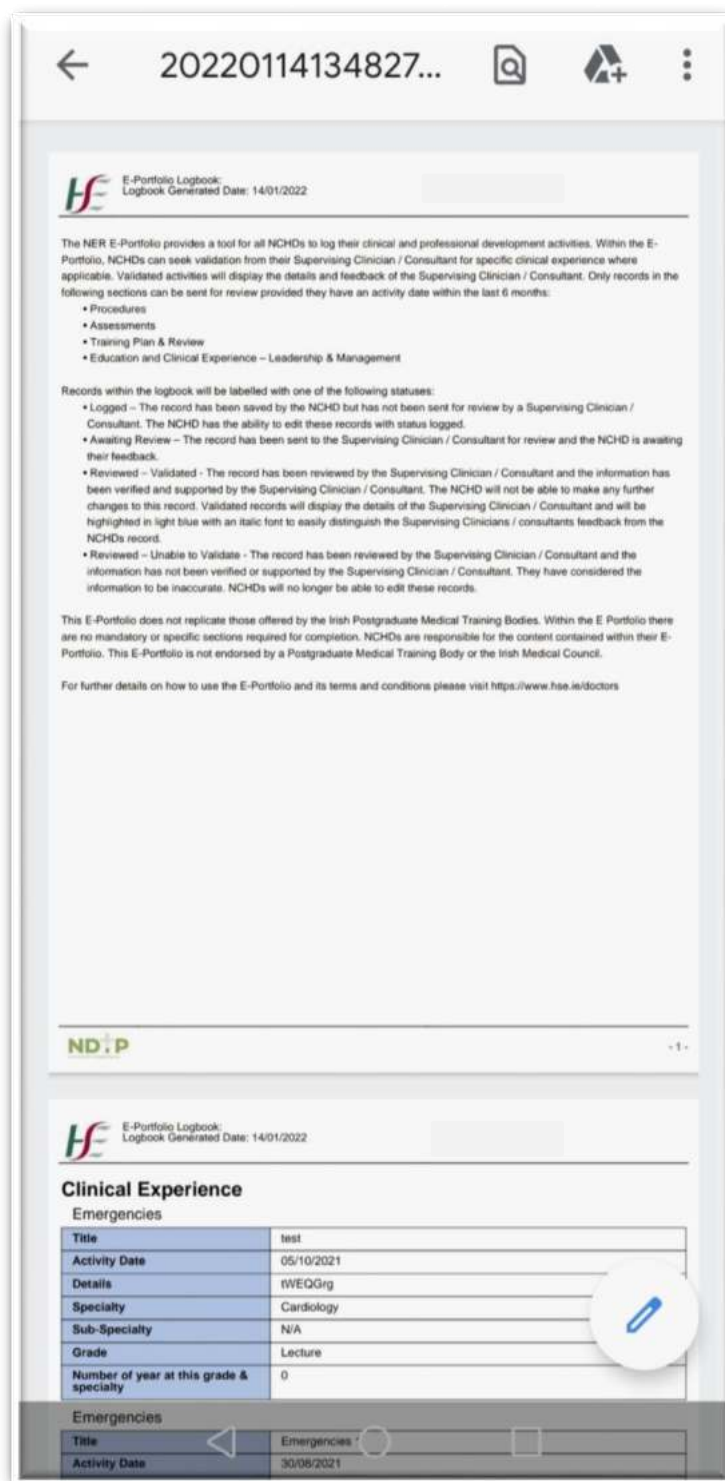 20220114134827...
E-Portfolio Logbook:
Logbook Generated Date: 14/01/2022
The NER E-Portfolio provides a tool for all NCHDs to log their clinical and professional development activities. Within the E-
Portfolio, NCHDs can seek validation from their Supervising Clinician / Consultant for specific clinical experience where
applicable. Validated activities will display the details and feedback of the Supervising Clinician / Consultant. Only records in the
following sections can be sent for review provided they have an activity date within the last 6 months:
• Procedures
• Assessments
• Training Plan & Review
• Education and Clinical Experience – Leadership & Management
Records within the logbook will be labelled with one of the following statuses:
• Logged – The record has been saved by the NCHD but has not been sent for review by a Supervising Clinician /
Consultant. The NCHD has the ability to edit these records with status logged.
• Awaiting Review – The record has been sent to the Supervising Clinician / Consultant for review and the NCHD is awaiting
their feedback.
• Reviewed – Validated - The record has been reviewed by the Supervising Clinician / Consultant and the information has
been verified and supported by the Supervising Clinician / Consultant. The NCHD will not be able to make any further
changes to this record. Validated records will display the details of the Supervising Clinician / Consultant and will be
highlighted in light blue with an italic font to easily distinguish the Supervising Clinicians / consultants feedback from the
NCHDs record.
• Reviewed – Unable to Validate - The record has been reviewed by the Supervising Clinician / Consultant and the
information has not been verified or supported by the Supervising Clinician / Consultant. They have considered the
information to be inaccurate. NCHDs will no longer be able to edit these records.
This E-Portfolio does not replicate those offered by the Irish Postgraduate Medical Training Bodies. Within the E Portfolio there
are no mandatory or specific sections required for completion. NCHDs are responsible for the content contained within their E-
Portfolio. This E-Portfolio is not endorsed by a Postgraduate Medical Training Body or the Irish Medical Council.
For further details on how to use the E-Portfolio and its terms and conditions please visit https://www.hse.ie/doctors
NDTP
- 1 -
E-Portfolio Logbook:
Logbook Generated Date: 14/01/2022
Clinical Experience
Emergencies
Title test
Activity Date 05/10/2021
Details tWEQGrg
Specialty Cardiology
Sub-Specialty N/A
Grade Lecture
Number of year at this grade & 0
specialty
Emergencies
Title Emergencies
Activity Date 30/08/2021